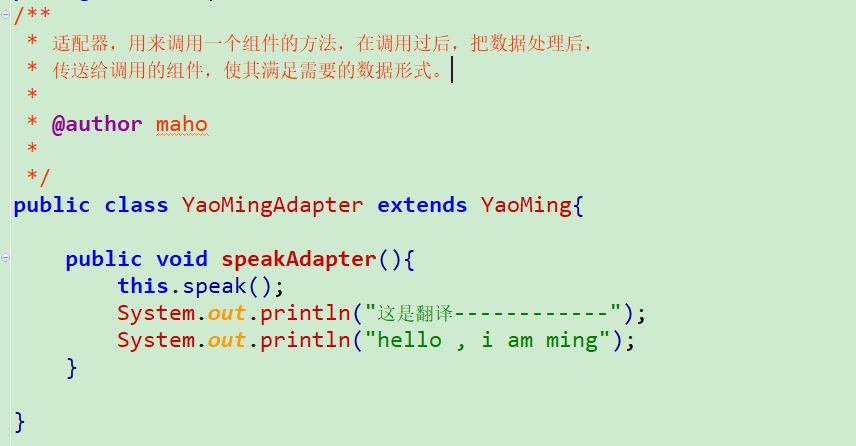 /**
 * 适配器，用来调用一个组件的方法，在调用过后，把数据处理后，
 * 传送给调用的组件，使其满足需要的数据形式。
 *
 * @author maho
 *
 */
public class YaoMingAdapter extends YaoMing{
    public void speakAdapter(){
        this.speak();
        System.out.println("这是翻译------------");
        System.out.println("hello , i am ming");
    }
}